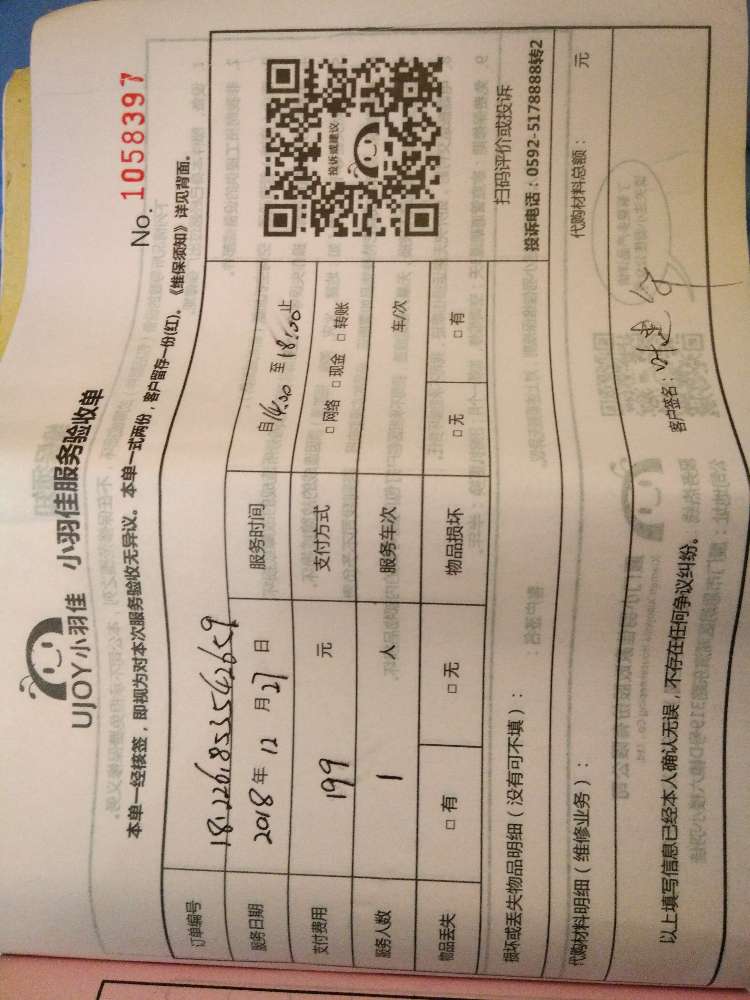 UJOY小羽佳 小羽佳服务验收单
No. 1058397
本单一经核签，即视为对本次服务验收无异议。本单一式两份，客户留存一份(红)。《维保须知》详见背面。
订单编号
服务日期 2018 年 12 月 27 日 服务时间 自 14:00 至 18:00 止
支付费用 199 元 支付方式 □ 网络 □ 现金 □ 转账
服务人数 1 人 服务车次 车/次
物品丢失 □ 有 □ 无 物品损坏 □ 无 □ 有
投诉或建议
扫码评价或投诉
投诉电话：0592-5178888转2
损坏或丢失物品明细（没有可不填）：
代购材料明细（维修业务）： 代购材料总额： 元
以上填写信息已经本人确认无误，不存在任何争议纠纷。 客户签名：